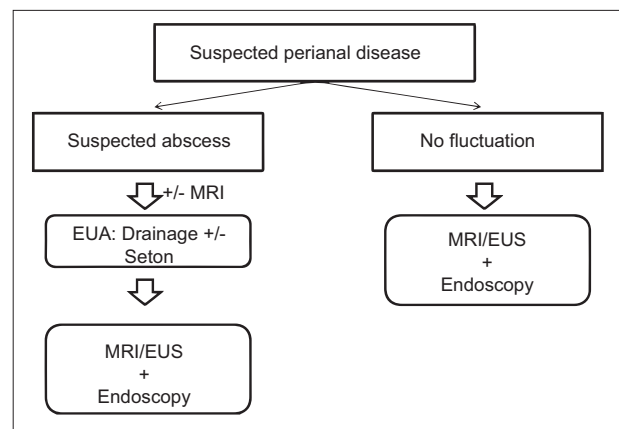 Suspected perianal disease
Suspected abscess
No fluctuation
+/- MRI
EUA: Drainage +/-
Seton
MRI/EUS
+
Endoscopy
MRI/EUS
+
Endoscopy